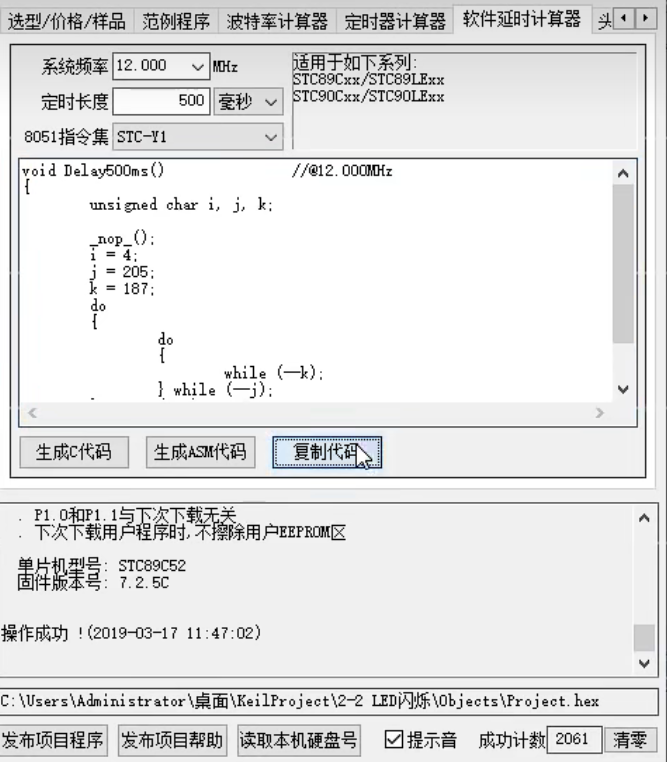 选型/价格/样品 范例程序 波特率计算器 定时器计算器 软件延时计算器 头
系统频率 12.000 MHz
定时长度 500 毫秒
8051指令集 STC-Y1
适用于如下系列:
STC89Cxx/STC89LExx
STC90Cxx/STC90LExx
void Delay500ms() //@12.000MHz
{
unsigned char i, j, k;
_nop_();
i = 4;
j = 205;
k = 187;
do
{
do
{
while (--k);
} while (--j);
生成C代码 生成ASM代码 复制代码
. P1.0和P1.1与下次下载无关
. 下次下载用户程序时,不擦除用户EEPROM区
单片机型号: STC89C52
固件版本号: 7.2.5C
操作成功 !(2019-03-17 11:47:02)
C:\Users\Administrator\桌面\KeilProject\2-2 LED闪烁\Objects\Project.hex
发布项目程序 发布项目帮助 读取本机硬盘号 提示音 成功计数 2061 清零